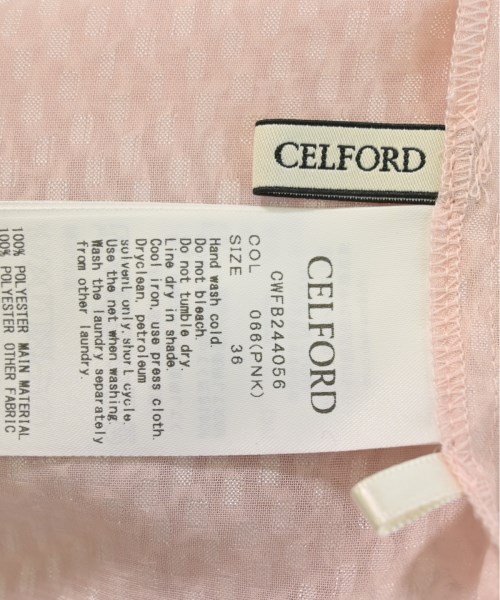 CELFORD
CELFORD
CWFB244056
COL 066(PNK)
SIZE 36
Hand wash cold.
Do not bleach.
Do not tumble dry.
Line dry in shade.
Cool iron, use press cloth.
Dryclean, petroleum
solvent only, short cycle.
Use the net when washing.
Wash the laundry separately
from other laundry.
100% POLYESTER MAIN MATERIAL
100% POLYESTER OTHER FABRIC